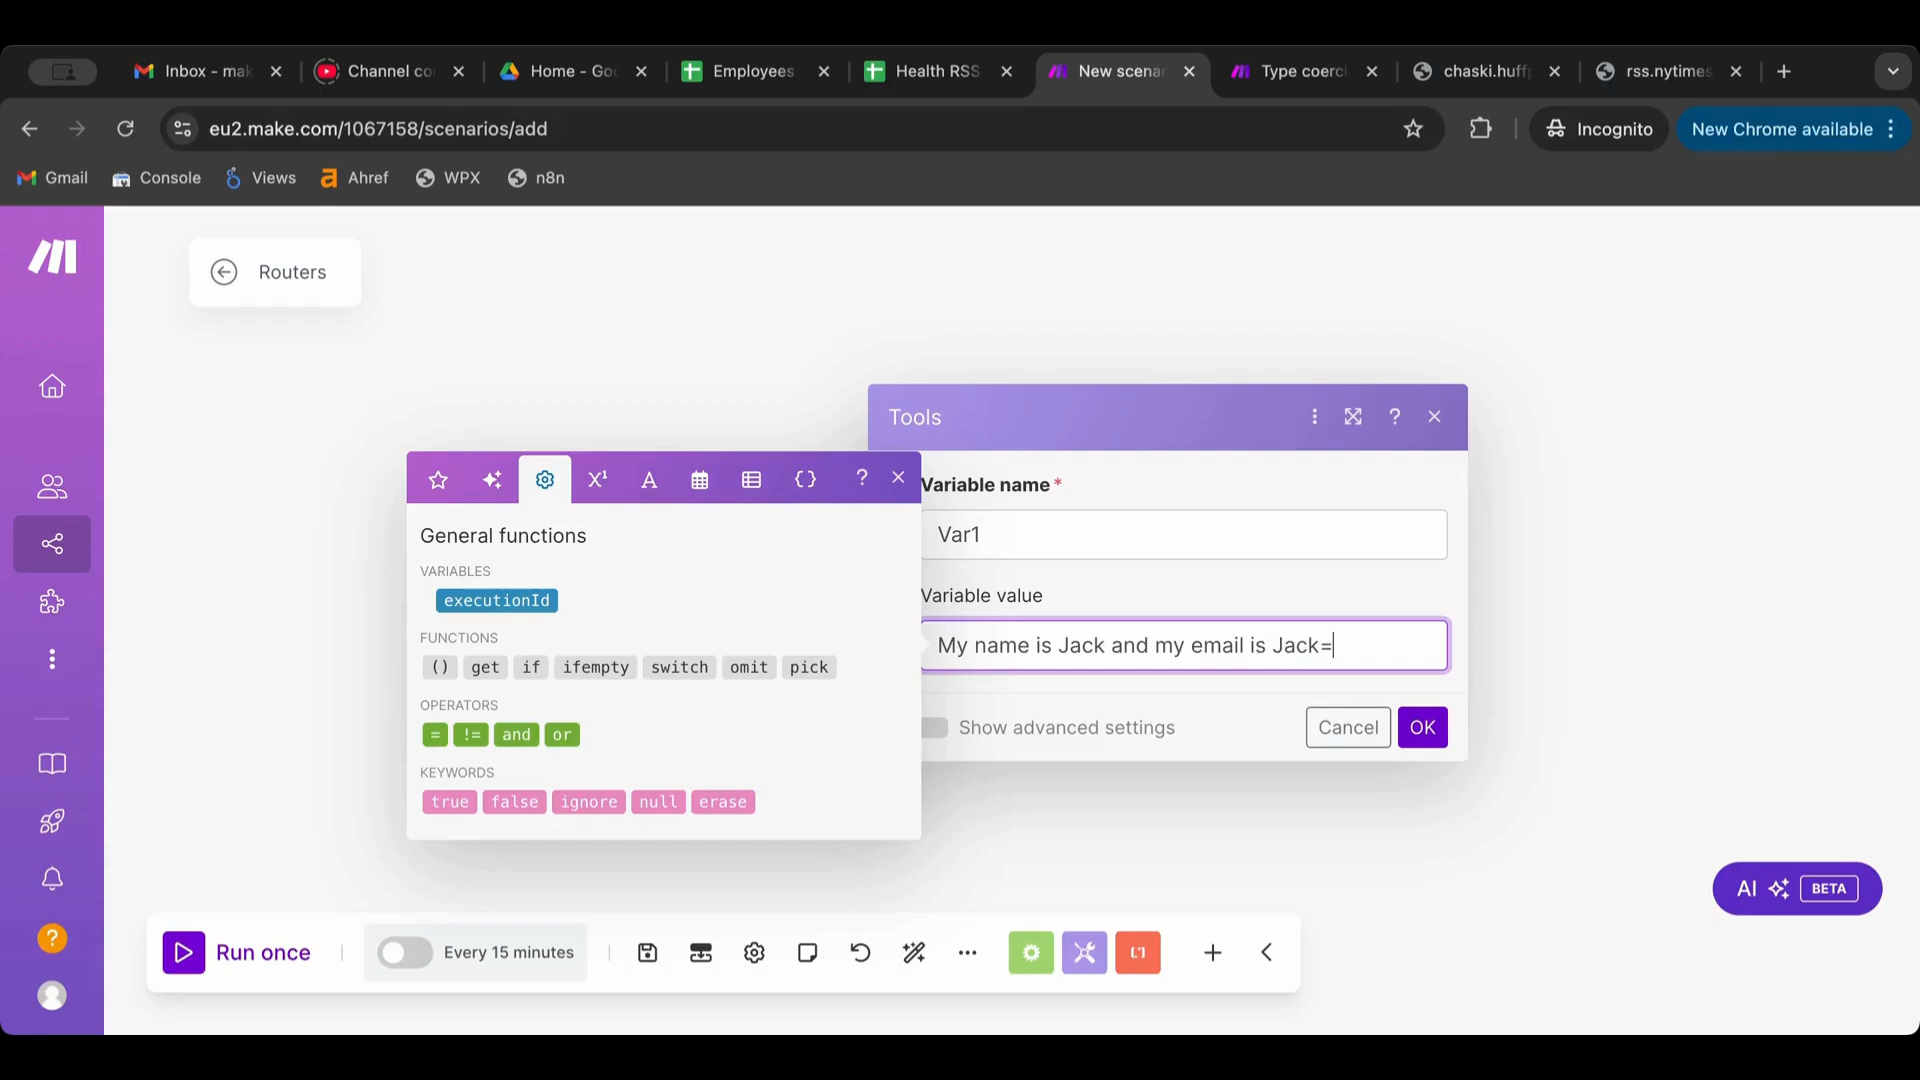 Inbox - mak
Channel co
Home - Goo
Employees
Health RSS
New scenar
Type coerci
chaski.huffp
rss.nytimes
eu2.make.com/1067158/scenarios/add
Incognito
New Chrome available
Gmail
Console
Views
Ahref
WPX
n8n
Routers
Tools
Variable name*
Var1
Variable value
My name is Jack and my email is Jack=
Show advanced settings
Cancel
OK
General functions
VARIABLES
executionId
FUNCTIONS
() get if ifempty switch omit pick
OPERATORS
= != and or
KEYWORDS
true false ignore null erase
AI BETA
Run once
Every 15 minutes